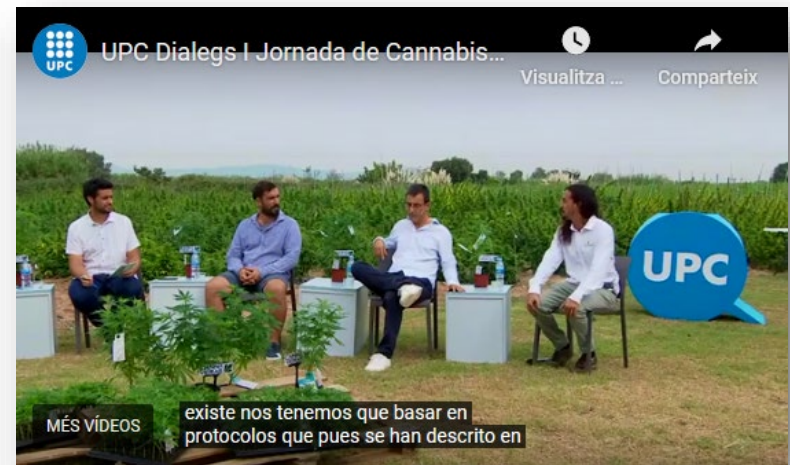 UPC
UPC Dialegs I Jornada de Cannabis...
Visualitza ...
Comparteix
UPC
MÉS VÍDEOS
existe nos tenemos que basar en
protocolos que pues se han descrito en